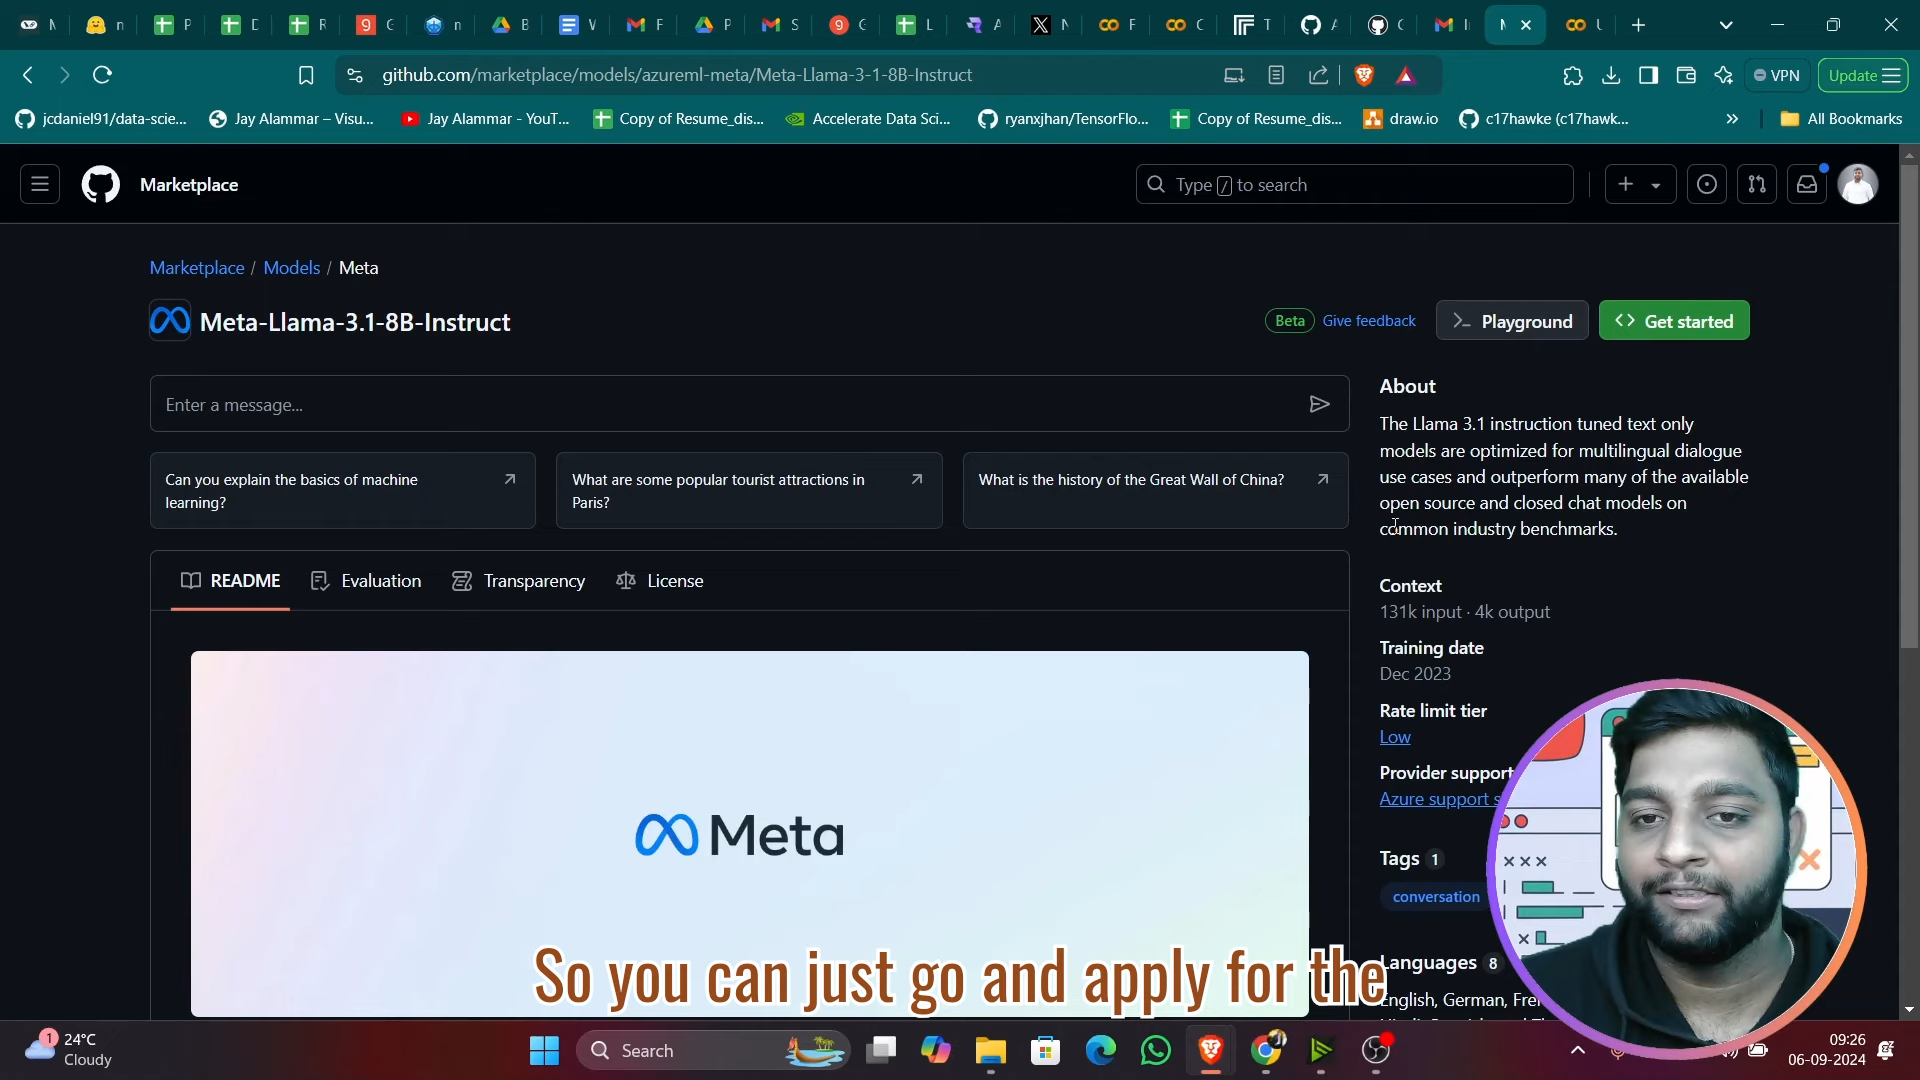 github.com/marketplace/models/azureml-meta/Meta-Llama-3-1-8B-Instruct
VPN
Update
jcdaniel91/data-scie...
Jay Alammar – Visu...
Jay Alammar - YouT...
Copy of Resume_dis...
Accelerate Data Sci...
ryanxjhan/TensorFlo...
Copy of Resume_dis...
draw.io
c17hawke (c17hawk...
All Bookmarks
Marketplace
Type / to search
Marketplace / Models / Meta
Meta-Llama-3.1-8B-Instruct
Beta
Give feedback
Playground
Get started
Enter a message...
Can you explain the basics of machine
learning?
What are some popular tourist attractions in
Paris?
What is the history of the Great Wall of China?
README
Evaluation
Transparency
License
Meta
About
The Llama 3.1 instruction tuned text only
models are optimized for multilingual dialogue
use cases and outperform many of the available
open source and closed chat models on
common industry benchmarks.
Context
131k input · 4k output
Training date
Dec 2023
Rate limit tier
Low
Provider support
Azure support
Tags 1
conversation
Languages 8
English, German,
So you can just go and apply for the
1
24°C
Cloudy
Search
09:26
06-09-2024